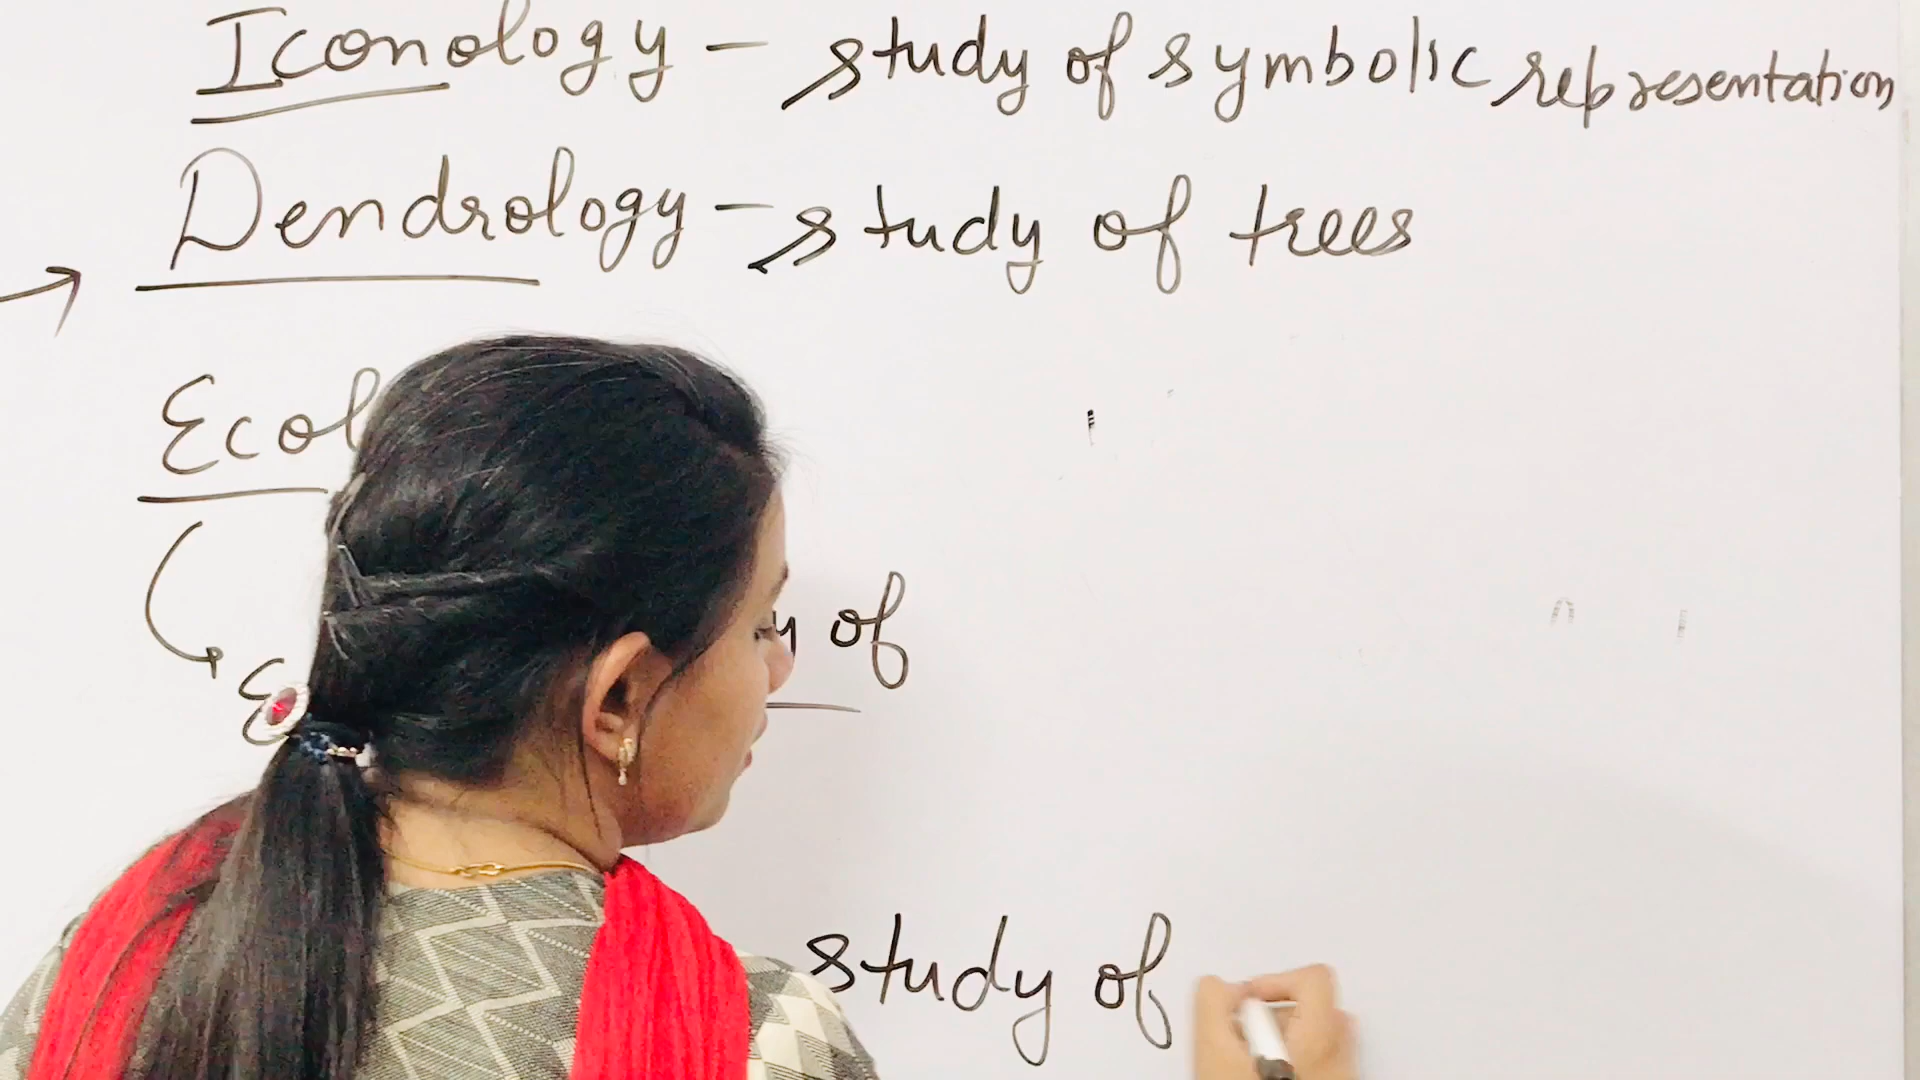 Iconology - study of symbolic representation
Dendrology - study of trees
Ecol
of
study of